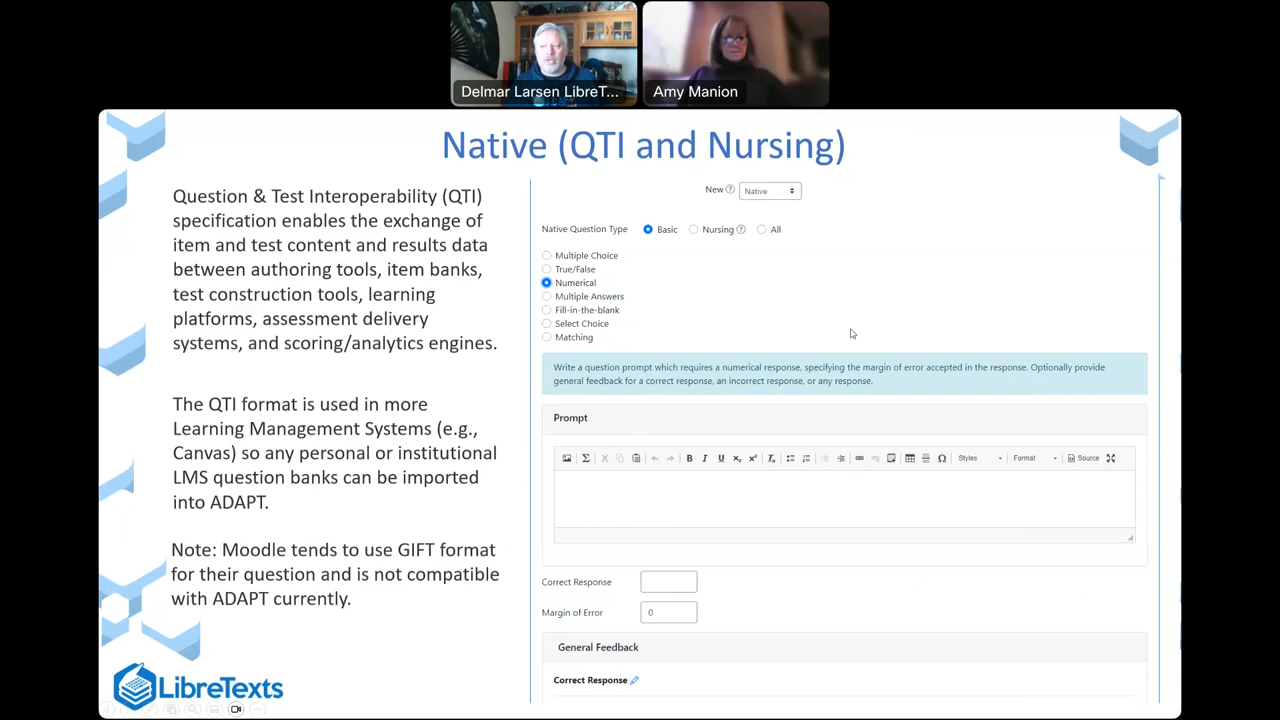 Delmar Larsen LibreT...
Amy Manion
Native (QTI and Nursing)
Question & Test Interoperability (QTI)
specification enables the exchange of
item and test content and results data
between authoring tools, item banks,
test construction tools, learning
platforms, assessment delivery
systems, and scoring/analytics engines.
The QTI format is used in more
Learning Management Systems (e.g.,
Canvas) so any personal or institutional
LMS question banks can be imported
into ADAPT.
Note: Moodle tends to use GIFT format
for their question and is not compatible
with ADAPT currently.
LibreTexts
New Native
Native Question Type Basic Nursing All
Multiple Choice
True/False
Numerical
Multiple Answers
Fill-in-the-blank
Select Choice
Matching
Write a question prompt which requires a numerical response, specifying the margin of error accepted in the response. Optionally provide
general feedback for a correct response, an incorrect response, or any response.
Prompt
Styles Format Source
Correct Response
Margin of Error 0
General Feedback
Correct Response